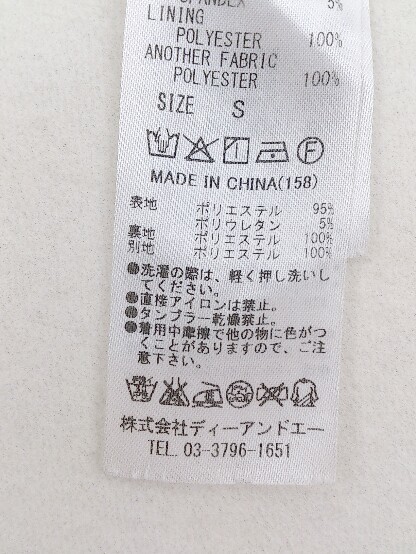 SPANDEX 5%
LINING
POLYESTER 100%
ANOTHER FABRIC
POLYESTER 100%
SIZE S
MADE IN CHINA(158)
表地 ポリエステル 95%
ポリウレタン 5%
裏地 ポリエステル 100%
別地 ポリエステル 100%
●洗濯の際は、軽く押し洗いし
てください。
●直接アイロンは禁止。
●タンブラー乾燥禁止。
●着用中摩擦で他の物に色がつ
くことがありますので、ご注
意下さい。
株式会社ディーアンドエー
TEL. 03-3796-1651